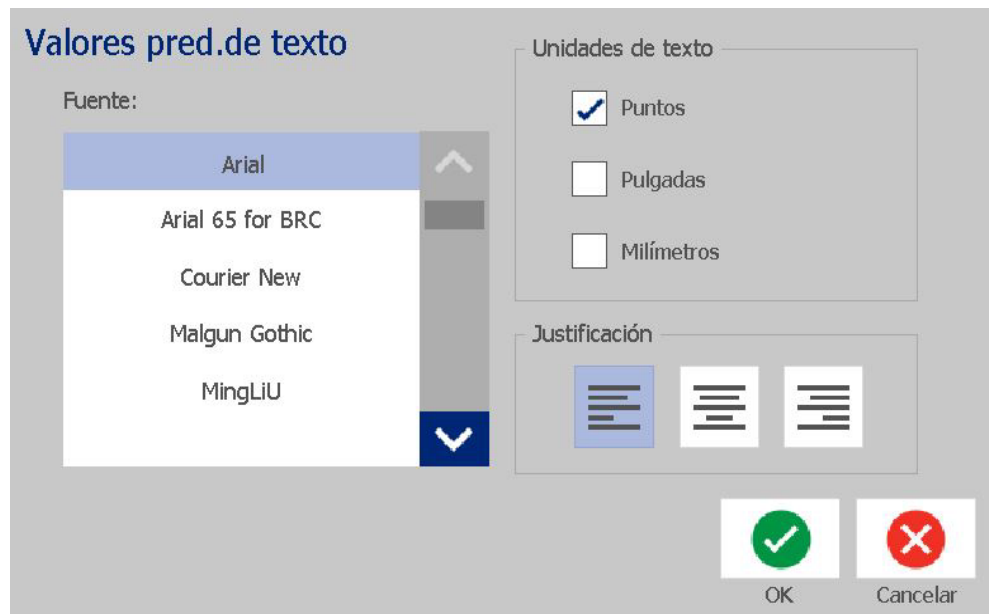 Valores pred.de texto
Fuente:
Arial
Arial 65 for BRC
Courier New
Malgun Gothic
MingLiU
Unidades de texto
Puntos
Pulgadas
Milímetros
Justificación
OK
Cancelar